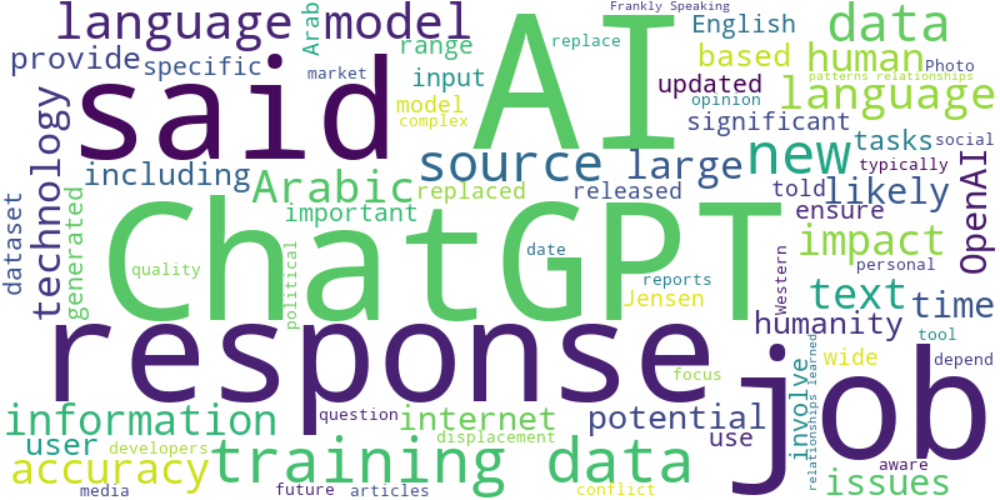 Frankly Speaking
language model
Arab
AI
replace
English
data
range
human
Photo
based
provide
specific
said
market
input
patterns relationships
updated
language
opinion
model
complex
significant
technology
tasks
social
new
source
large
typically
including
Arabic
replaced
released
told
likely
OpenAI
dataset
generated
important
ensure
ChatGPT
impact
date
quality
political
personal
reports
Western
Jensen
text
time
humanity
response
job
tool
relationships learned
involve
wide
depend
focus
information
question
internet
potential
displacement
use
user
developers
training data
accuracy
aware
issues
media
future
articles
conflict